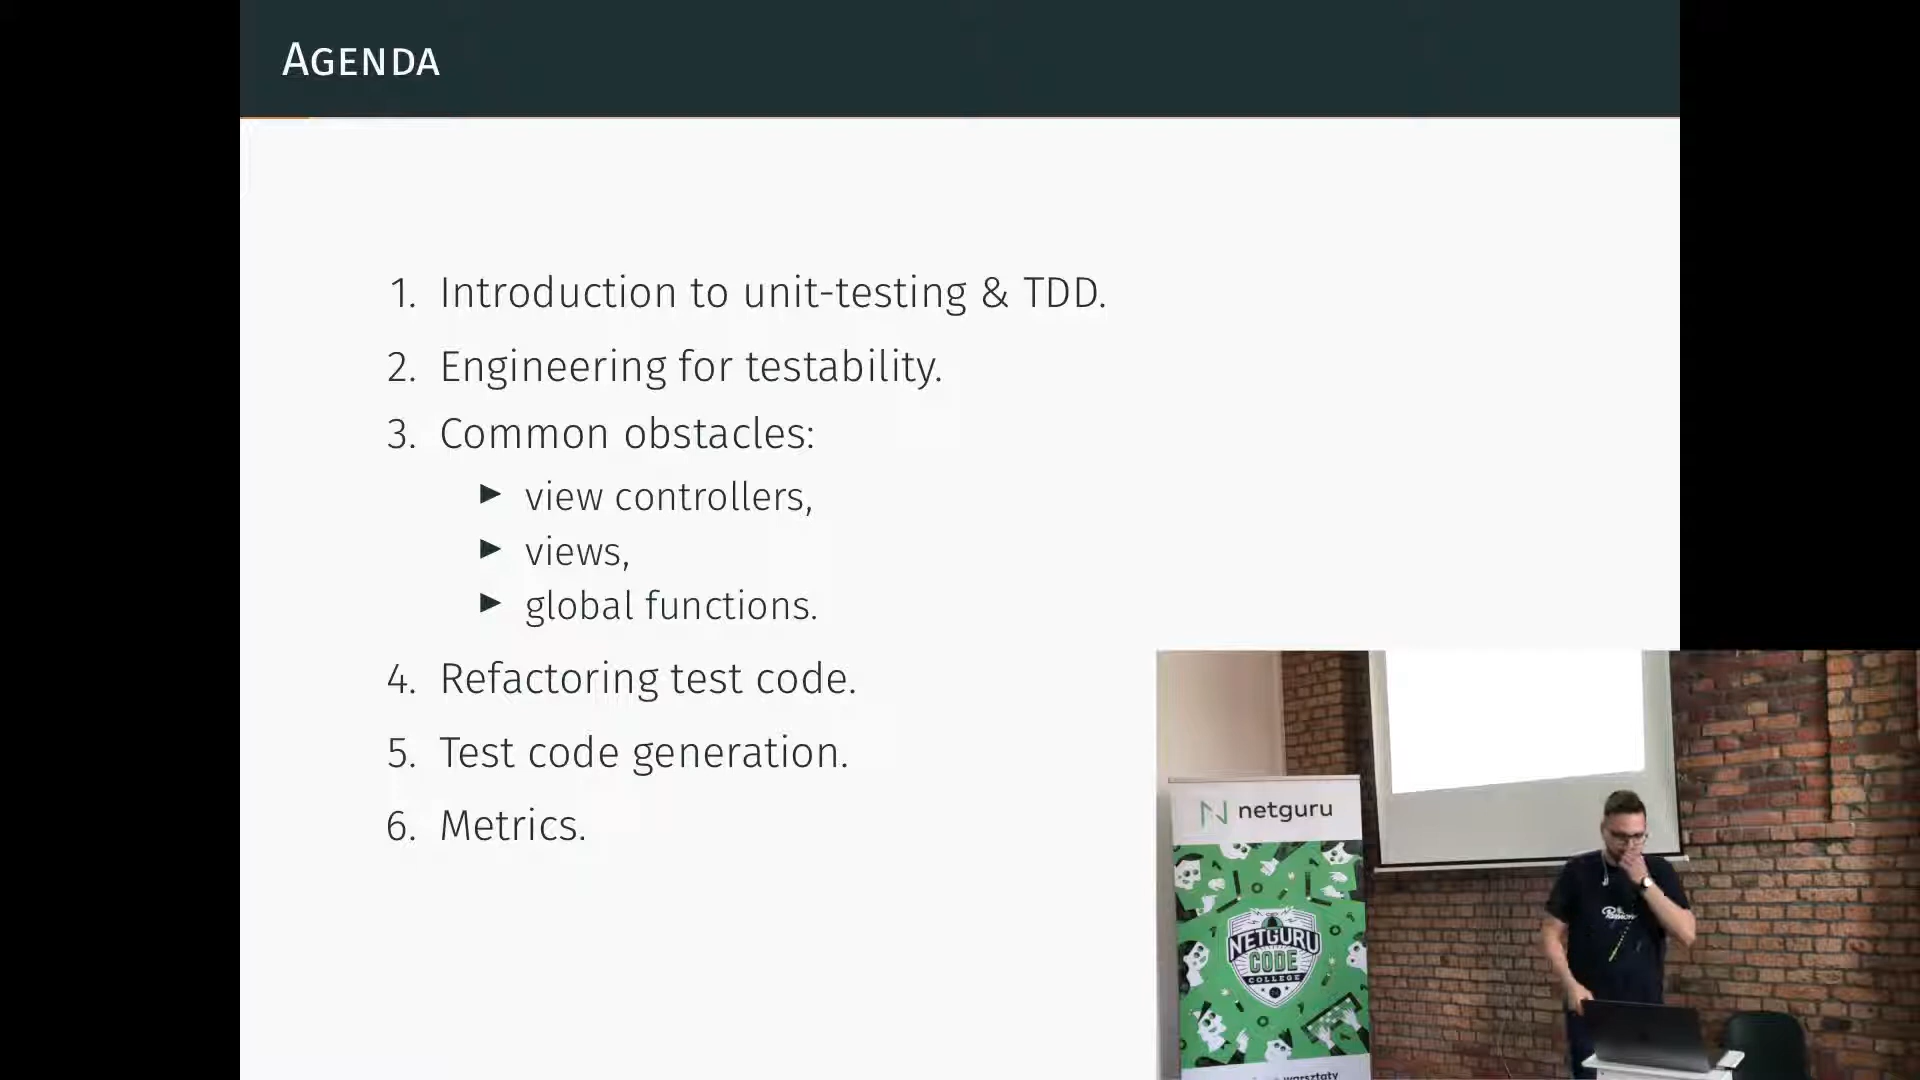 AGENDA
1. Introduction to unit-testing & TDD.
2. Engineering for testability.
3. Common obstacles:
▶ view controllers,
▶ views,
▶ global functions.
4. Refactoring test code.
5. Test code generation.
6. Metrics.
netguru
NETGURU
CODE
COLLEGE
warsztaty